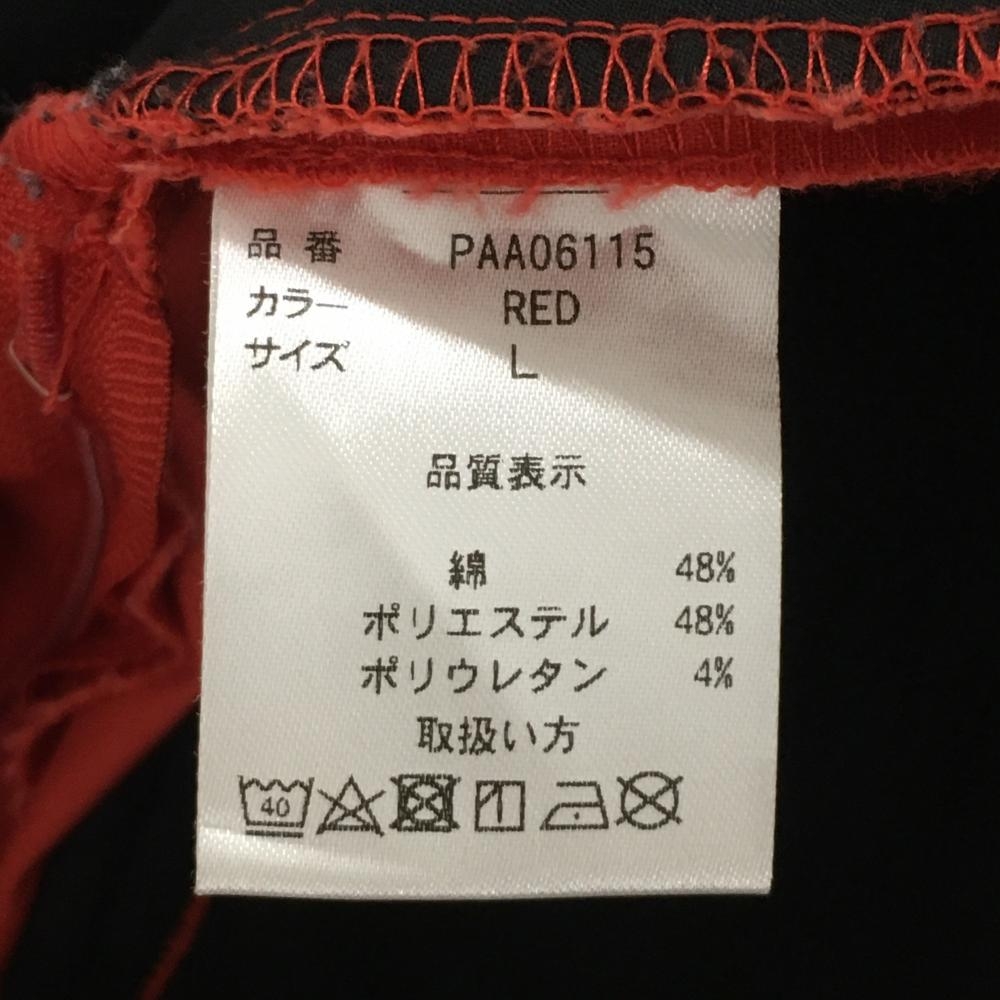 品番 PAA06115
カラー RED
サイズ L
品質表示
綿 48%
ポリエステル 48%
ポリウレタン 4%
取扱い方
40